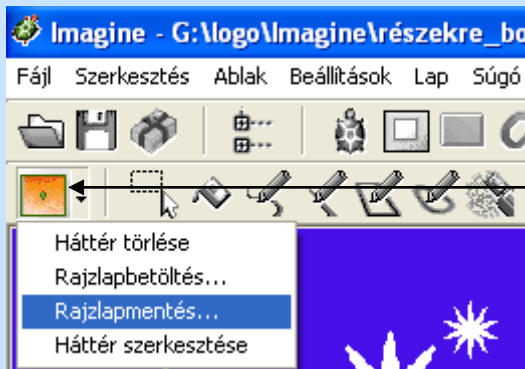 Imagine - G:\logo\Imagine\részekre_bo
Fájl Szerkesztés Ablak Beállítások Lap Súgó
Háttér törlése
Rajzlapbetöltés...
Rajzlapmentés...
Háttér szerkesztése